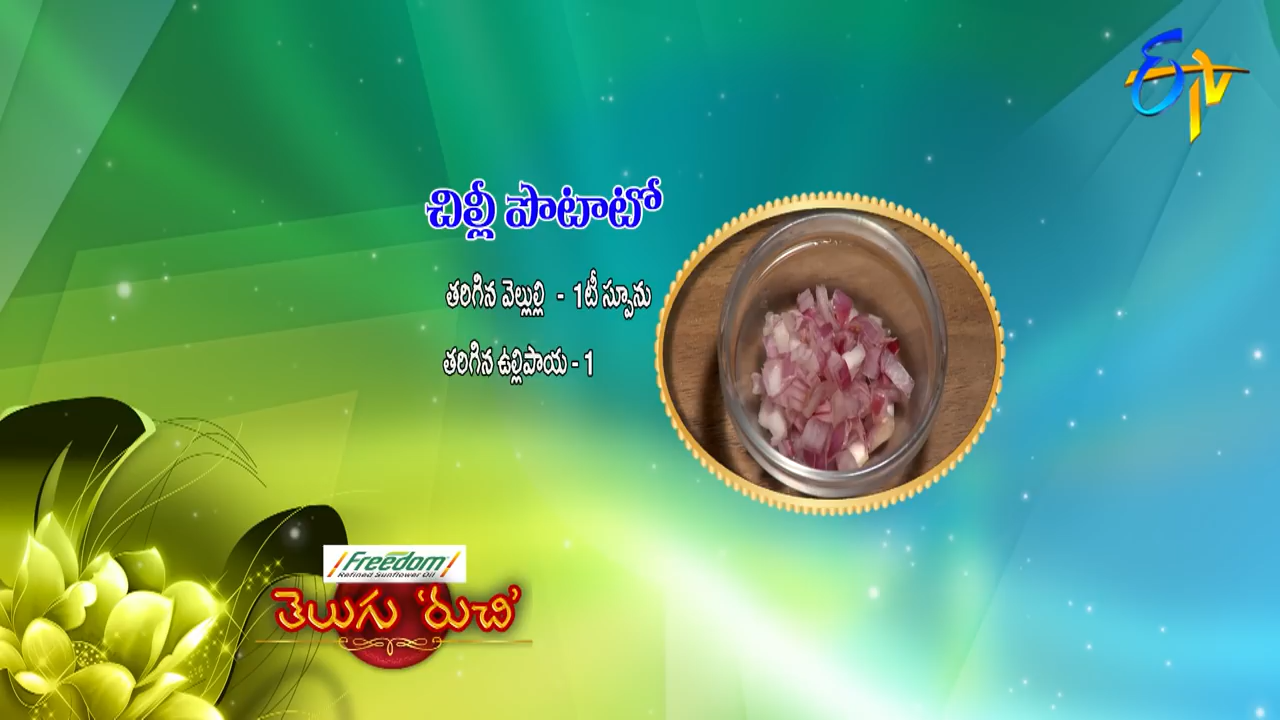 ETV
చిల్లీ పొటాటో
తరిగిన వెల్లుల్లి - 1టీ స్పూను
తరిగిన ఉల్లిపాయ - 1
Freedom
Refined Sunflower Oil
తెలుగు 'రుచి'